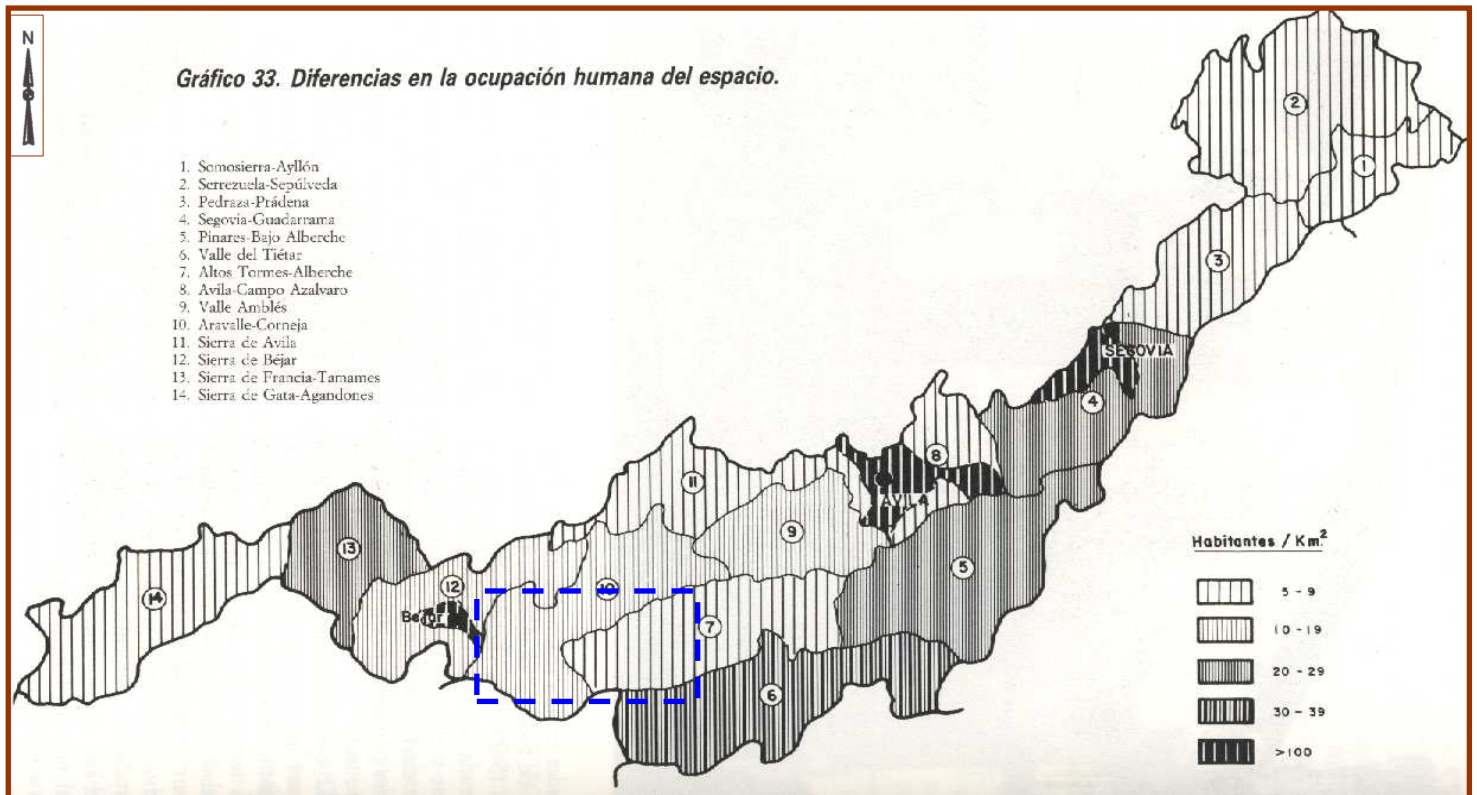 N
Gráfico 33. Diferencias en la ocupación humana del espacio.
1. Somosierra-Ayllón
2. Serrezuela-Sepúlveda
3. Pedraza-Prádena
4. Segovia-Guadarrama
5. Pinares-Bajo Alberche
6. Valle del Tiétar
7. Altos Tormes-Alberche
8. Avila-Campo Azalvaro
9. Valle Amblés
10. Aravalle-Corneja
11. Sierra de Avila
12. Sierra de Béjar
13. Sierra de Francia-Tamames
14. Sierra de Gata-Agandones
2
1
3
SEGOVIA
4
8
11
AVILA
9
13
5
12
10
14
Bejar
7
6
Habitantes / Km.²
5 - 9
10 - 19
20 - 29
30 - 39
>100